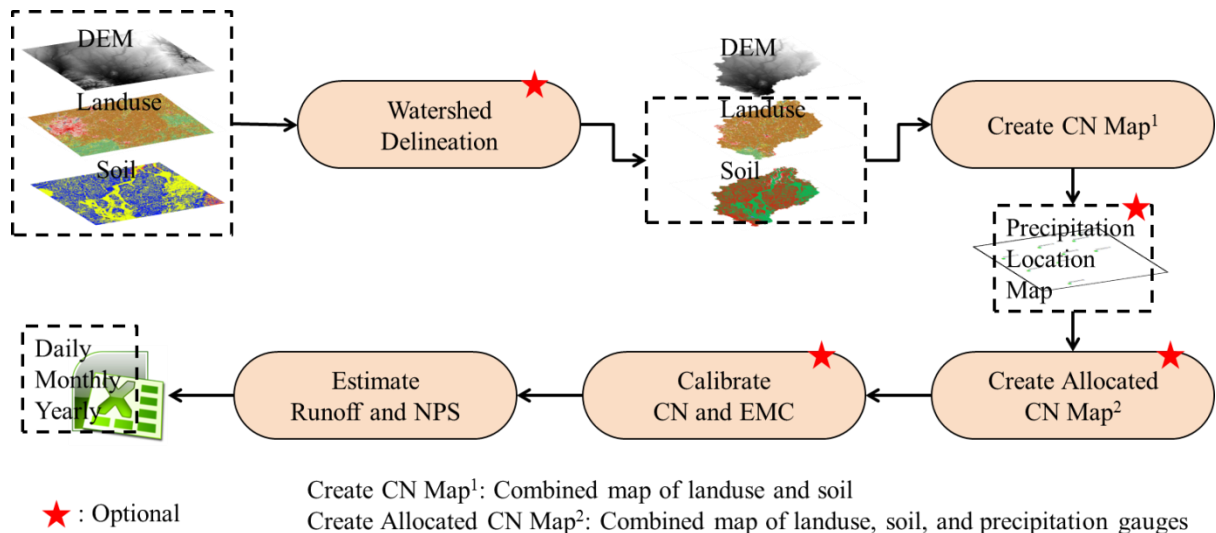 DEM
Landuse
Soil
Watershed
Delineation
DEM
Landuse
Soil
Create CN Map¹
Precipitation
Location
Map
Daily
Monthly
Yearly
Estimate
Runoff and NPS
Calibrate
CN and EMC
Create Allocated
CN Map²
: Optional
Create CN Map¹: Combined map of landuse and soil
Create Allocated CN Map²: Combined map of landuse, soil, and precipitation gauges